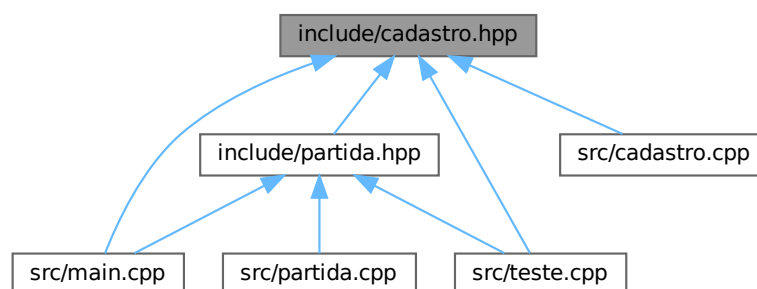 include/cadastro.hpp
include/partida.hpp
src/cadastro.cpp
src/main.cpp
src/partida.cpp
src/teste.cpp